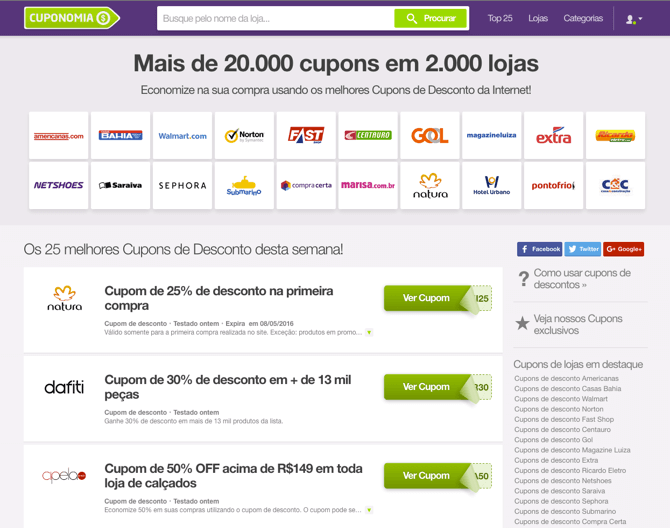 CUPONOMIA $
Busque pelo nome da loja...
Procurar
Top 25
Lojas
Categorias
Mais de 20.000 cupons em 2.000 lojas
Economize na sua compra usando os melhores Cupons de Desconto da Internet!
americanas.com
BAHIA
Walmart.com
Norton
by Symantec
FAST
CENTAURO
GOL
magazineluiza
extra
Ricardo
NETSHOES
Saraiva
SEPHORA
Submarino
compracerta
marisa.com.br
natura
Hotel Urbano
pontofrio
C&C
Os 25 melhores Cupons de Desconto desta semana!
Facebook
Twitter
G+ Google+
natura
Cupom de 25% de desconto na primeira
compra
Cupom de desconto · Testado ontem · Expira em 08/05/2016
Válido somente para a primeira compra realizada no site. Exceção: produtos em promo...
Ver Cupom
25
dafiti
Cupom de 30% de desconto em + de 13 mil
peças
Cupom de desconto · Testado ontem
Ganhe 30% de desconto em mais de 13 mil produtos da lista.
Ver Cupom
30
Cupom de 50% OFF acima de R$149 em toda
loja de calçados
Cupom de desconto · Testado ontem
Economize 50% em suas compras utilizando o cupom de desconto. O cupom pode se...
Ver Cupom
50
? Como usar cupons de
descontos »
Veja nossos Cupons
exclusivos
Cupons de lojas em destaque
Cupons de desconto Americanas
Cupons de desconto Casas Bahia
Cupons de desconto Walmart
Cupons de desconto Norton
Cupons de desconto Fast Shop
Cupons de desconto Centauro
Cupons de desconto Gol
Cupons de desconto Magazine Luiza
Cupons de desconto Extra
Cupons de desconto Ricardo Eletro
Cupons de desconto Netshoes
Cupons de desconto Saraiva
Cupons de desconto Sephora
Cupons de desconto Submarino
Cupons de desconto Compra Certa